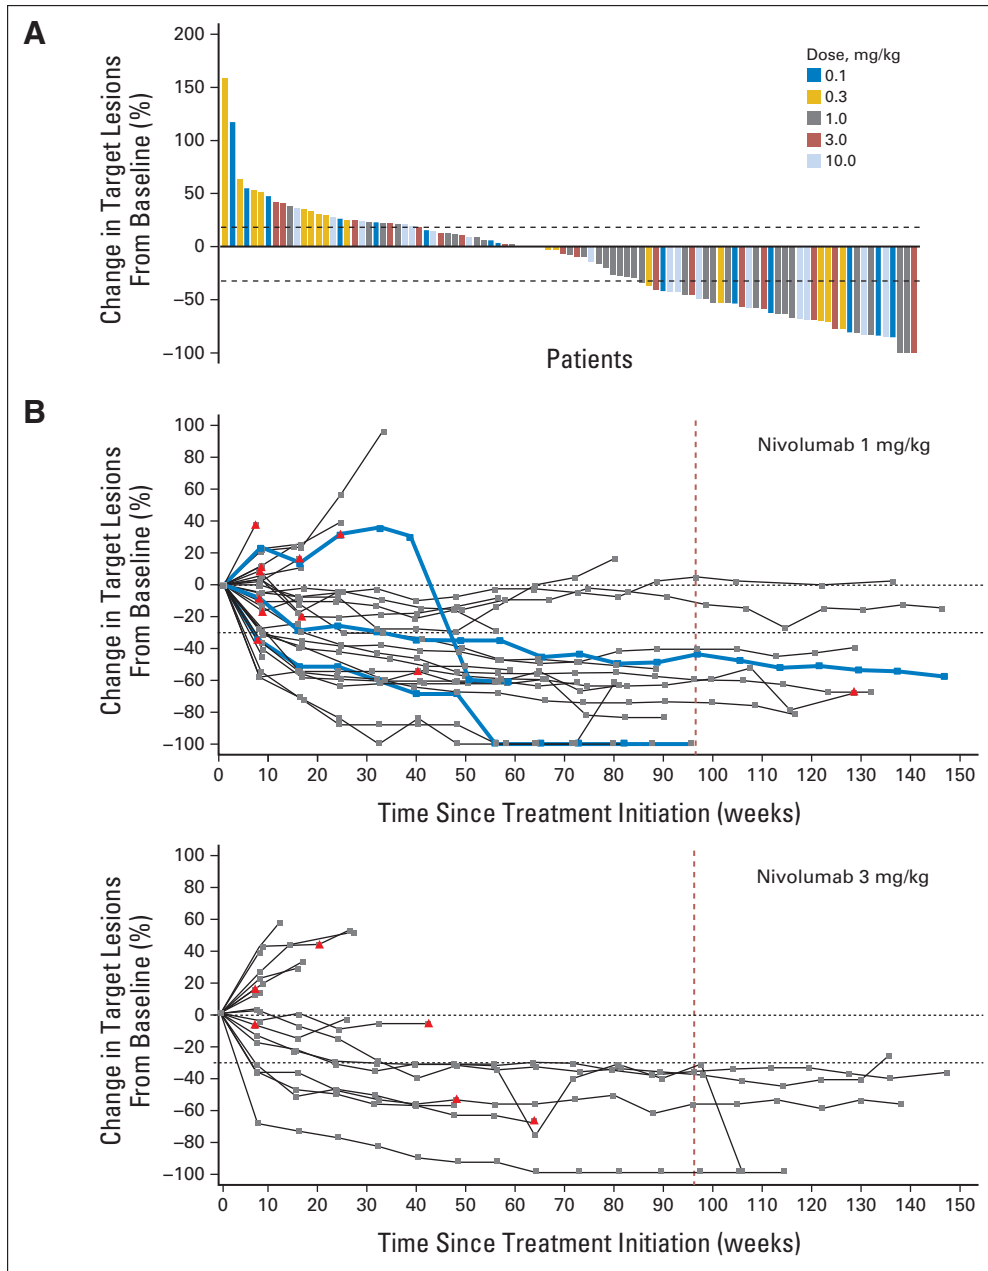 A
Change in Target Lesions
From Baseline (%)
200
150
100
50
0
–50
–100
Dose, mg/kg
0.1
0.3
1.0
3.0
10.0
Patients
B
Change in Target Lesions
From Baseline (%)
100
80
60
40
20
0
–20
–40
–60
–80
–100
Nivolumab 1 mg/kg
0 10 20 30 40 50 60 70 80 90 100 110 120 130 140 150
Time Since Treatment Initiation (weeks)
Change in Target Lesions
From Baseline (%)
100
80
60
40
20
0
–20
–40
–60
–80
–100
Nivolumab 3 mg/kg
0 10 20 30 40 50 60 70 80 90 100 110 120 130 140 150
Time Since Treatment Initiation (weeks)